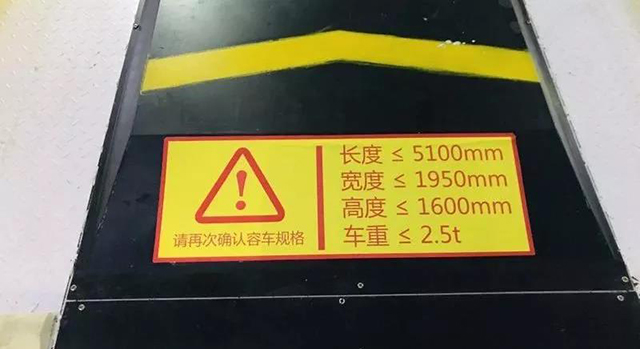 请再次确认容车规格
长度 ≤ 5100mm
宽度 ≤ 1950mm
高度 ≤ 1600mm
车重 ≤ 2.5t